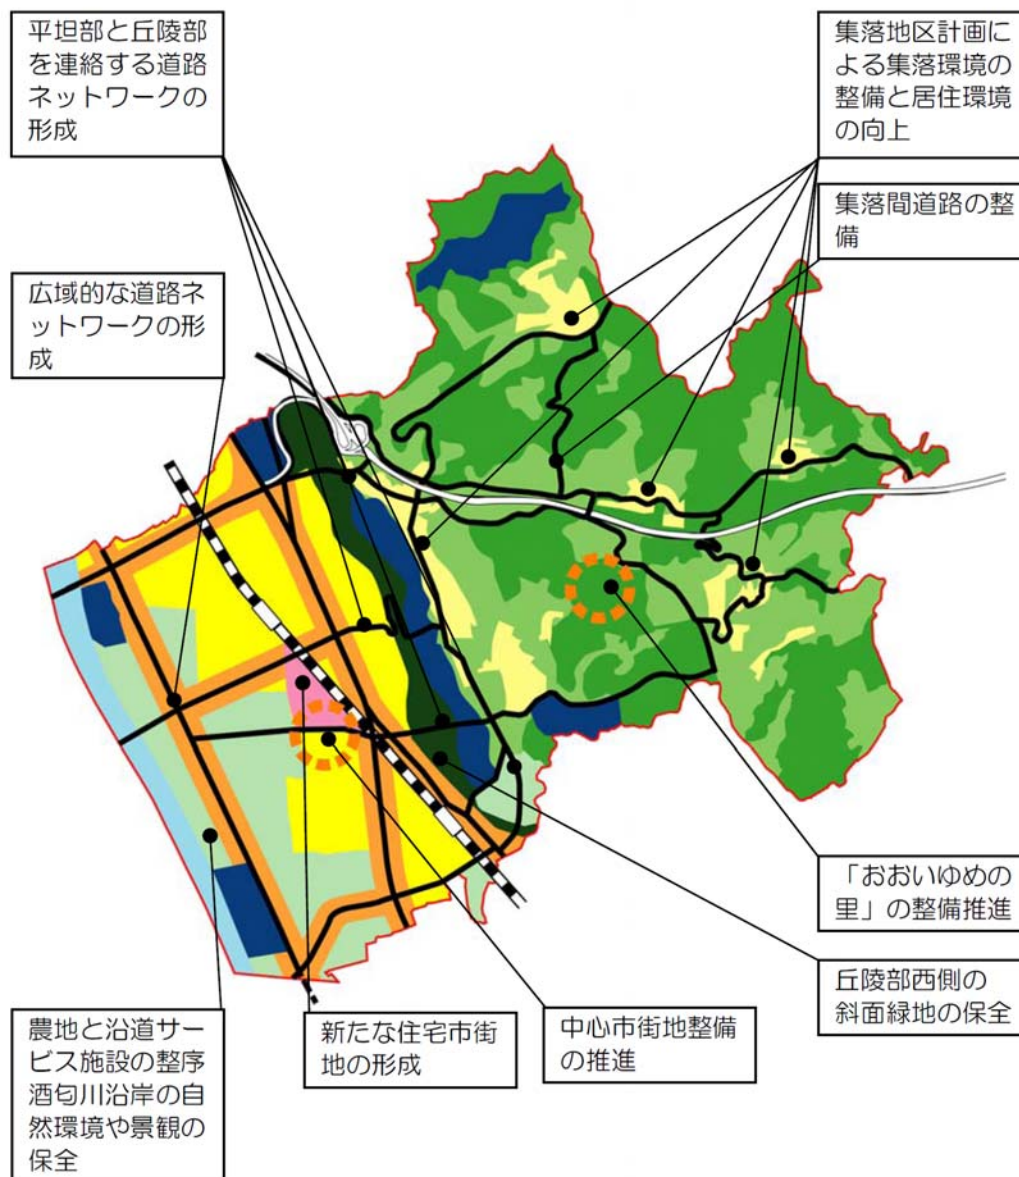 平坦部と丘陵部
を連絡する道路
ネットワークの
形成
集落地区計画に
よる集落環境の
整備と居住環境
の向上
集落間道路の整
備
広域的な道路ネ
ットワークの形
成
「おおいゆめの
里」の整備推進
丘陵部西側の
斜面緑地の保全
農地と沿道サー
ビス施設の整序
酒匂川沿岸の自
然環境や景観の
保全
新たな住宅市街
地の形成
中心市街地整備
の推進